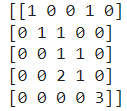 [[1 0 0 1 0]
[0 1 1 0 0]
[0 0 1 1 0]
[0 0 2 1 0]
[0 0 0 0 3]]